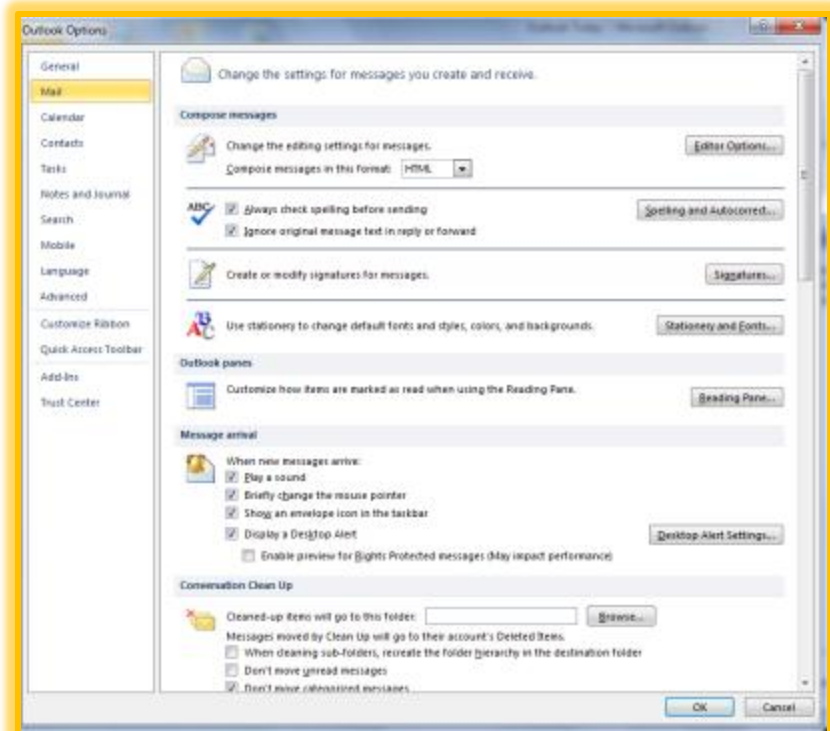 Outlook Options
General
Mail
Calendar
Contacts
Tasks
Notes and Journal
Search
Mobile
Language
Advanced
Customize Ribbon
Quick Access Toolbar
Add-Ins
Trust Center
Change the settings for messages you create and receive.
Compose messages
Change the editing settings for messages.
Editor Options...
Compose messages in this format: HTML
ABC
Always check spelling before sending
Spelling and Autocorrect...
Ignore original message text in reply or forward
Create or modify signatures for messages.
Signatures...
Use stationery to change default fonts and styles, colors, and backgrounds.
Stationery and Fonts...
Outlook panes
Customize how items are marked as read when using the Reading Pane.
Reading Pane...
Message arrival
When new messages arrive:
Play a sound
Briefly change the mouse pointer
Show an envelope icon in the taskbar
Display a Desktop Alert
Desktop Alert Settings...
Enable preview for Rights Protected messages (May impact performance)
Conversation Clean Up
Cleaned-up items will go to this folder:
Browse...
Messages moved by Clean Up will go to their account's Deleted Items.
When cleaning sub-folders, recreate the folder hierarchy in the destination folder
Don't move unread messages
Don't move categorized messages
OK
Cancel